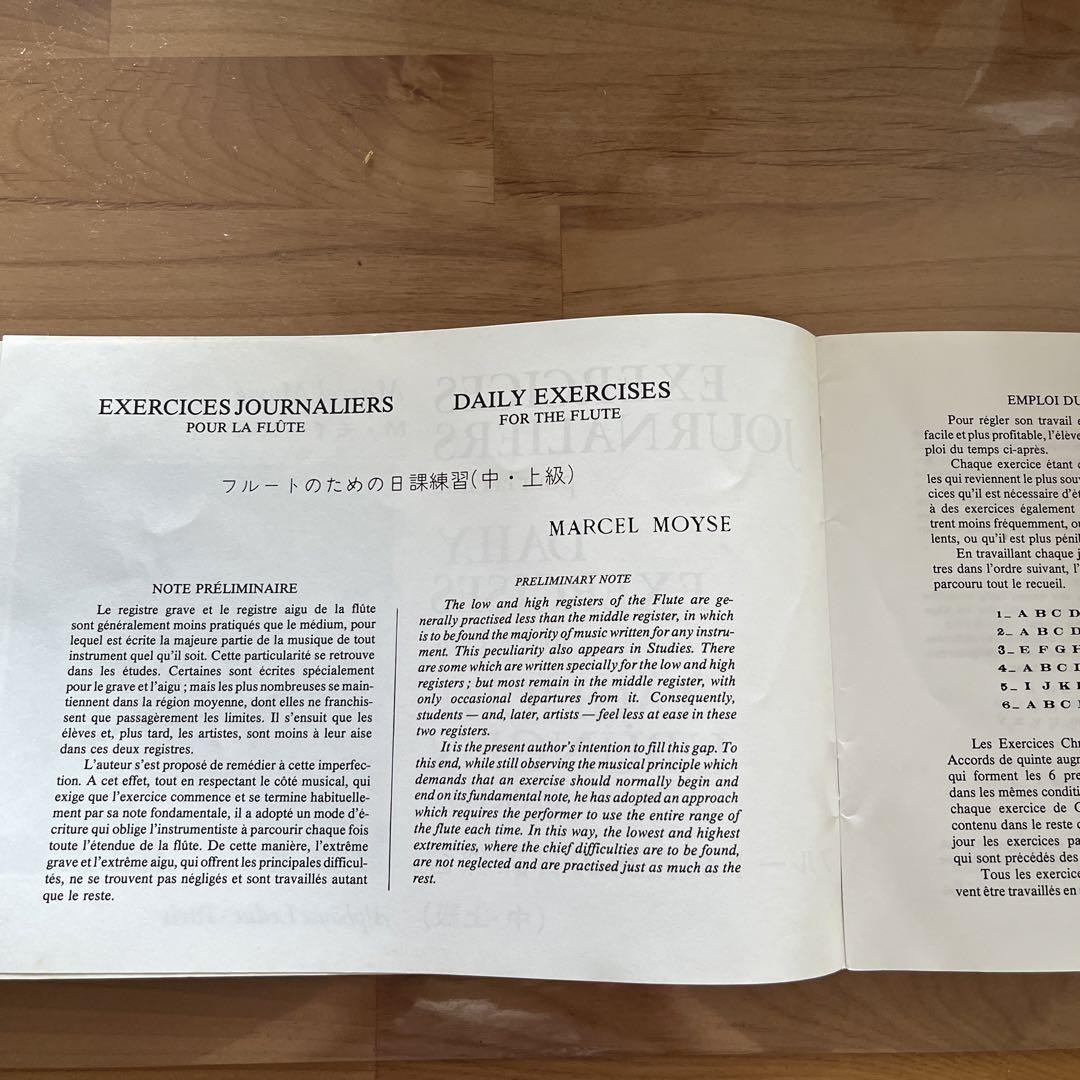 EXERCICES JOURNALIERS
POUR LA FLÛTE
DAILY EXERCISES
FOR THE FLUTE
フルートのための日課練習(中・上級)
MARCEL MOYSE
NOTE PRÉLIMINAIRE
Le registre grave et le registre aigu de la flûte
sont généralement moins pratiqués que le médium, pour
lequel est écrite la majeure partie de la musique de tout
instrument quel qu'il soit. Cette particularité se retrouve
dans les études. Certaines sont écrites spécialement
pour le grave et l'aigu ; mais les plus nombreuses se main-
tiennent dans la région moyenne, dont elles ne franchis-
sent que passagèrement les limites. Il s'ensuit que les
élèves et, plus tard, les artistes, sont moins à leur aise
dans ces deux registres.
L'auteur s'est proposé de remédier à cette imperfec-
tion. A cet effet, tout en respectant le côté musical, qui
exige que l'exercice commence et se termine habituelle-
ment par sa note fondamentale, il a adopté un mode d'é-
criture qui oblige l'instrumentiste à parcourir chaque fois
toute l'étendue de la flûte. De cette manière, l'extrême
grave et l'extrême aigu, qui offrent les principales difficul-
tés, ne se trouvent pas négligés et sont travaillés autant
que le reste.
PRELIMINARY NOTE
The low and high registers of the Flute are ge-
nerally practised less than the middle register, in which
is to be found the majority of music written for any instru-
ment. This peculiarity also appears in Studies. There
are some which are written specially for the low and high
registers ; but most remain in the middle register, with
only occasional departures from it. Consequently,
students — and, later, artists — feel less at ease in these
two registers.
It is the present author's intention to fill this gap. To
this end, while still observing the musical principle which
demands that an exercise should normally begin and
end on its fundamental note, he has adopted an approach
which requires the performer to use the entire range of
the flute each time. In this way, the lowest and highest
extremities, where the chief difficulties are to be found,
are not neglected and are practised just as much as the
rest.
EMPLOI DU
Pour régler son travail
facile et plus profitable, l'élève
ploi du temps ci-après.
Chaque exercice étant
les qui reviennent le plus souv
cices qu'il est nécessaire d'ét
à des exercices également
trent moins fréquemment, ou
lents, ou qu'il est plus pénib
En travaillant chaque j
tres dans l'ordre suivant, l'
parcouru tout le recueil.
1_ A B C D
2_ A B C D
3_ E F G H
4_ A B C D
5_ I J K
6_ A B C
Les Exercices Chr
Accords de quinte augm
qui forment les 6 pre
dans les mêmes conditi
chaque exercice de
contenu dans le reste
jour les exercices pa
qui sont précédés des
Tous les exercice
vent être travaillés en